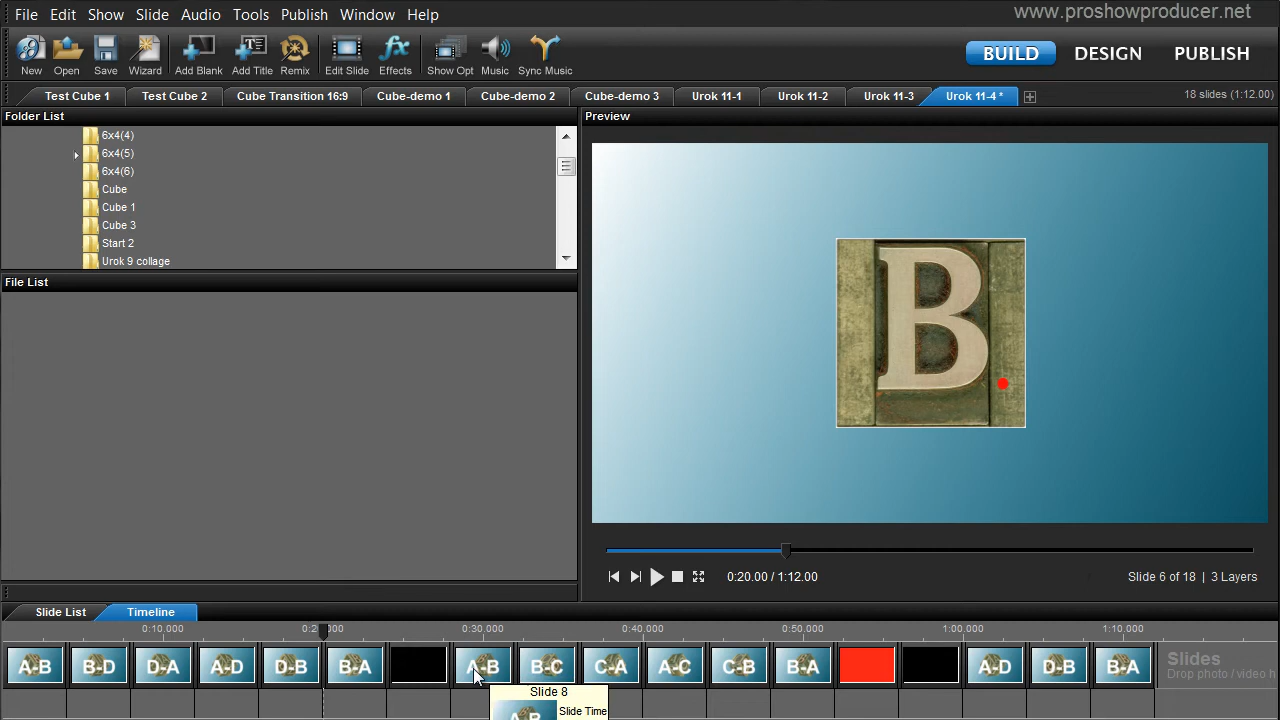 File Edit Show Slide Audio Tools Publish Window Help
www.proshowproducer.net
New Open Save Wizard Add Blank Add Title Remix Edit Slide Effects Show Opt Music Sync Music
BUILD DESIGN PUBLISH
Test Cube 1 Test Cube 2 Cube Transition 16:9 Cube-demo 1 Cube-demo 2 Cube-demo 3 Urok 11-1 Urok 11-2 Urok 11-3 Urok 11-4 *
18 slides (1:12.00)
Folder List
6x4(4)
6x4(5)
6x4(6)
Cube
Cube 1
Cube 3
Start 2
Urok 9 collage
File List
Preview
B
0:20.00 / 1:12.00
Slide 6 of 18 | 3 Layers
Slide List Timeline
0:10.000 0:20.000 0:30.000 0:40.000 0:50.000 1:00.000 1:10.000
A-B B-D D-A A-D D-B B-A A-B B-C C-A A-C C-B B-A A-D D-B B-A
Slides
Drop photo / video h
Slide 8
A-B
Slide Time